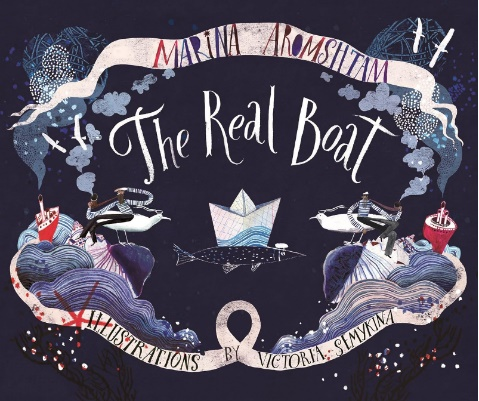 MARINA AROMSHTAM
The Real Boat
ILLUSTRATIONS BY VICTORIA SEMYKINA